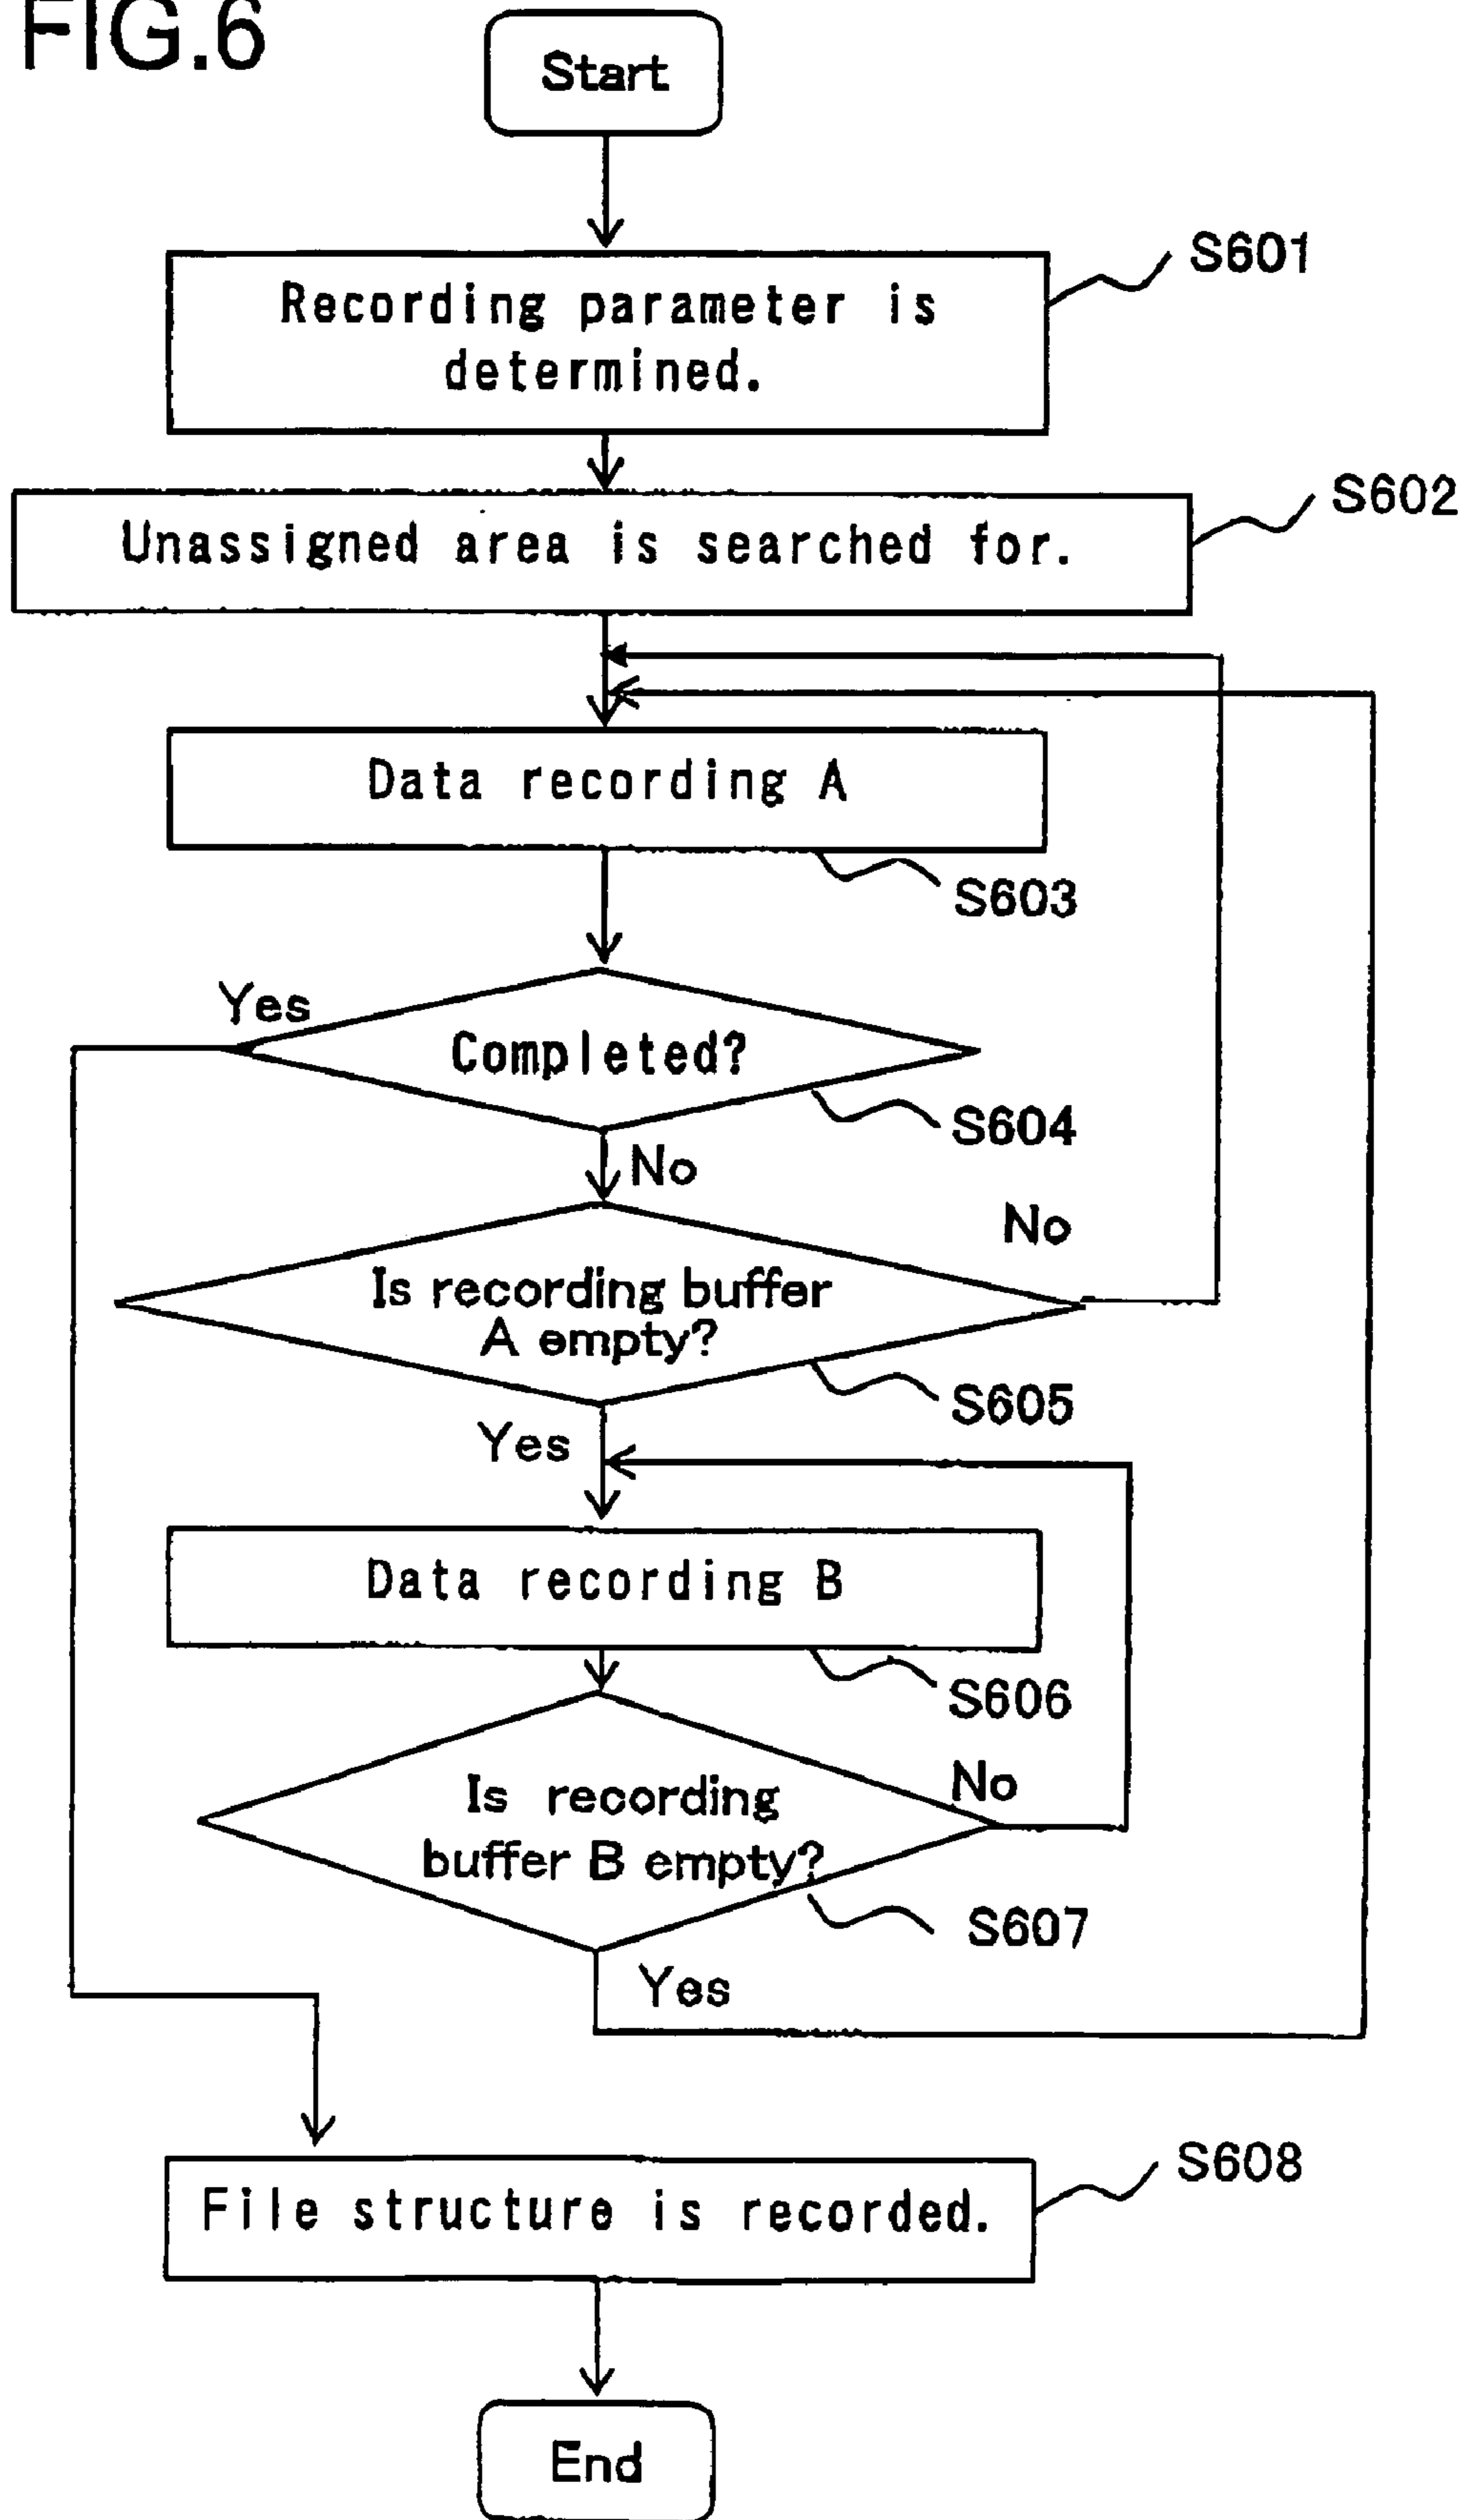 FIG.6
Start
S601
Recording parameter is
determined.
S602
Unassigned area is searched for.
Data recording A
S603
Yes
Completed?
S604
No
No
Is recording buffer
A empty?
S605
Yes
Data recording B
S606
No
Is recording
buffer B empty?
S607
Yes
S608
File structure is recorded.
End